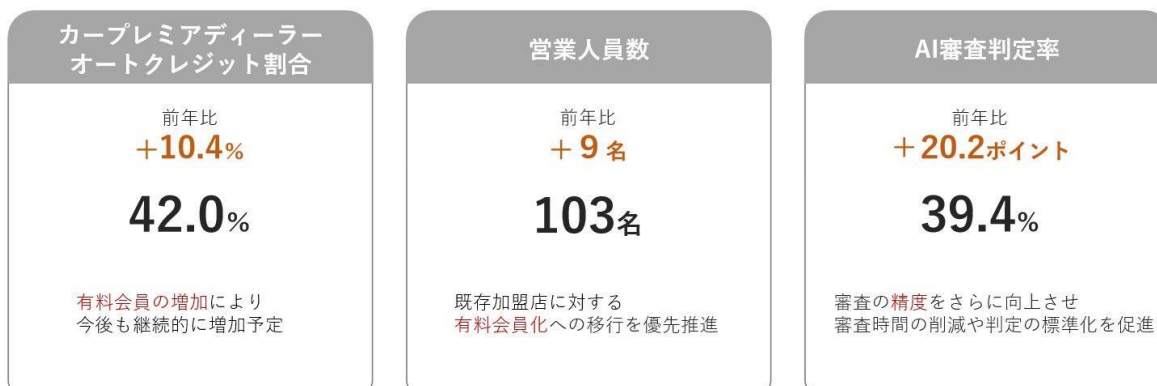 カープレミアディーラー
オートクレジット割合
前年比
+10.4%
42.0%
有料会員の増加により
今後も継続的に増加予定
営業人員数
前年比
+9名
103名
既存加盟店に対する
有料会員化への移行を優先推進
AI審査判定率
前年比
+20.2ポイント
39.4%
審査の精度をさらに向上させ
審査時間の削減や判定の標準化を促進